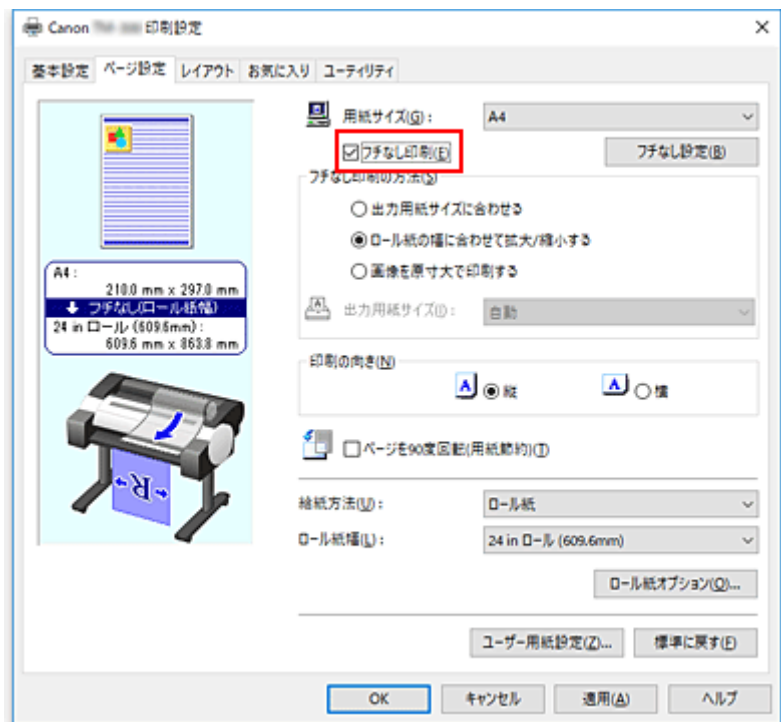 Canon 印刷設定
基本設定 ページ設定 レイアウト お気に入り ユーティリティ
用紙サイズ(G): A4
フチなし印刷(E) フチなし設定(B)
フチなし印刷の方法(S)
出力用紙サイズに合わせる
ロール紙の幅に合わせて拡大/縮小する
画像を原寸大で印刷する
出力用紙サイズ(I): 自動
A4:
210.0 mm x 297.0 mm
フチなし(ロール紙幅)
24 in ロール (609.6mm):
609.6 mm x 863.8 mm
印刷の向き(N)
A 縦 A 横
R
ページを90度回転(用紙節約)(T)
給紙方法(U): ロール紙
ロール紙幅(L): 24 in ロール (609.6mm)
ロール紙オプション(O)...
ユーザー用紙設定(Z)... 標準に戻す(F)
OK キャンセル 適用(A) ヘルプ